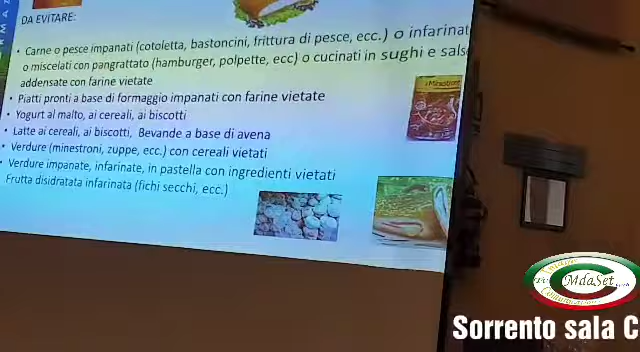 DA EVITARE:
• Carne o pesce impanati (cotoletta, bastoncini, frittura di pesce, ecc.) o infarinat
o miscelati con pangrattato (hamburger, polpette, ecc) o cucinati in sughi e sals
addensate con farine vietate
• Piatti pronti a base di formaggio impanati con farine vietate
• Yogurt al malto, ai cereali, ai biscotti
• Latte ai cereali, ai biscotti, Bevande a base di avena
• Verdure (minestroni, zuppe, ecc.) con cereali vietati
• Verdure impanate, infarinate, in pastella con ingredienti vietati
Frutta disidratata infarinata (fichi secchi, ecc.)
MdaSet
Sorrento sala C